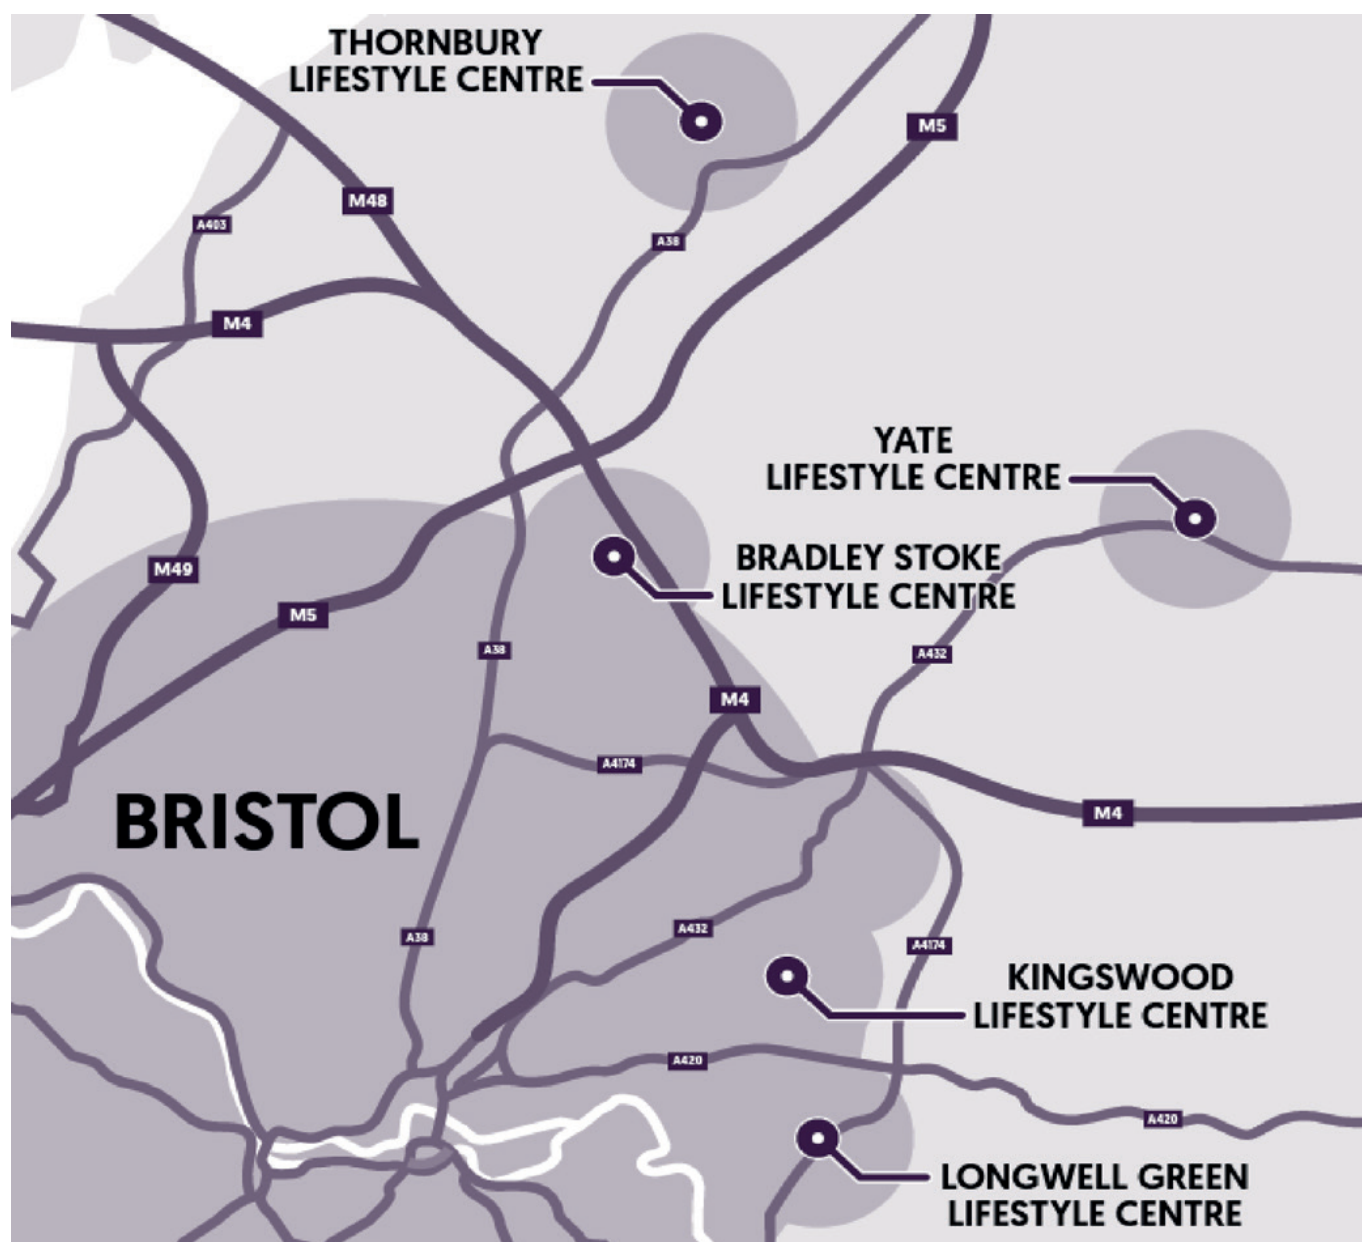 THORNBURY
LIFESTYLE CENTRE
M5
M48
A403
A38
M4
YATE
LIFESTYLE CENTRE
BRADLEY STOKE
LIFESTYLE CENTRE
M49
M5
A38
A432
M4
A4174
M4
BRISTOL
A432
A38
A4174
KINGSWOOD
LIFESTYLE CENTRE
A420
A420
LONGWELL GREEN
LIFESTYLE CENTRE